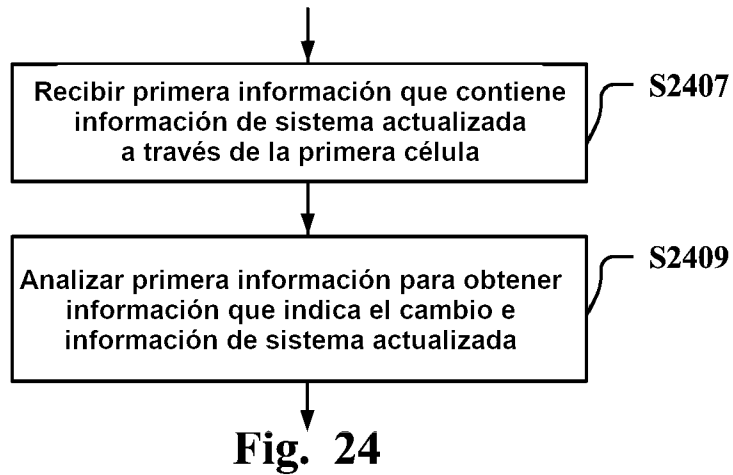 Recibir primera información que contiene
información de sistema actualizada
a través de la primera célula
S2407
Analizar primera información para obtener
información que indica el cambio e
información de sistema actualizada
S2409
Fig. 24